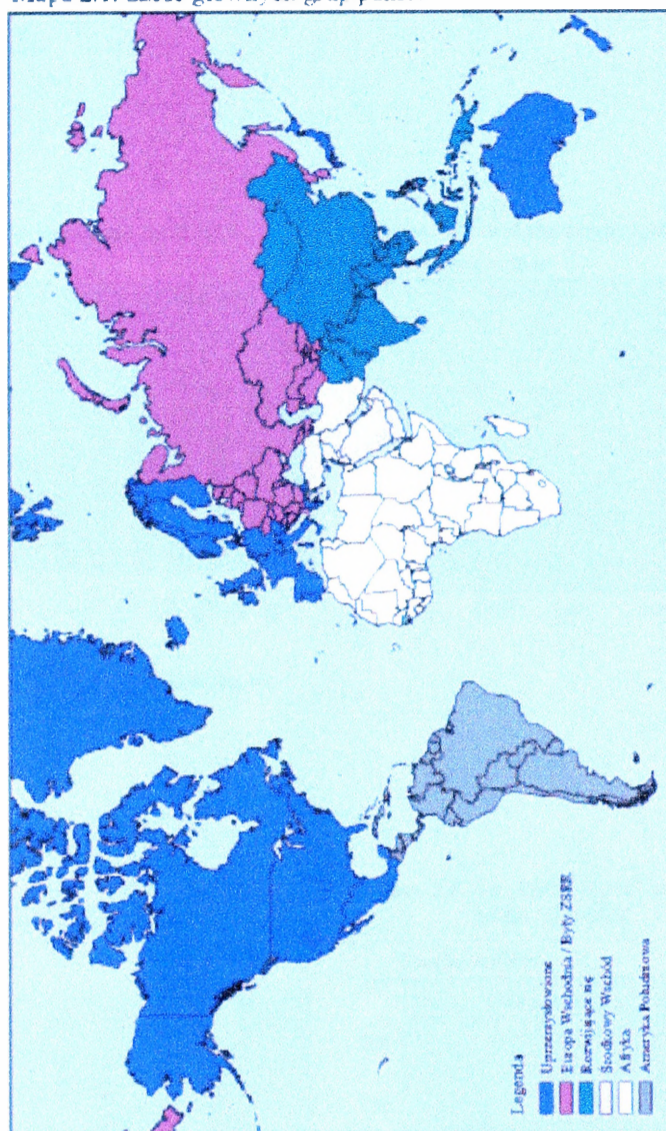 Legenda
Uprzemysłowione
Europa Wschodnia / Były ZSRR
Rozwijające się
Środkowy Wschód
Afryka
Ameryka Południowa